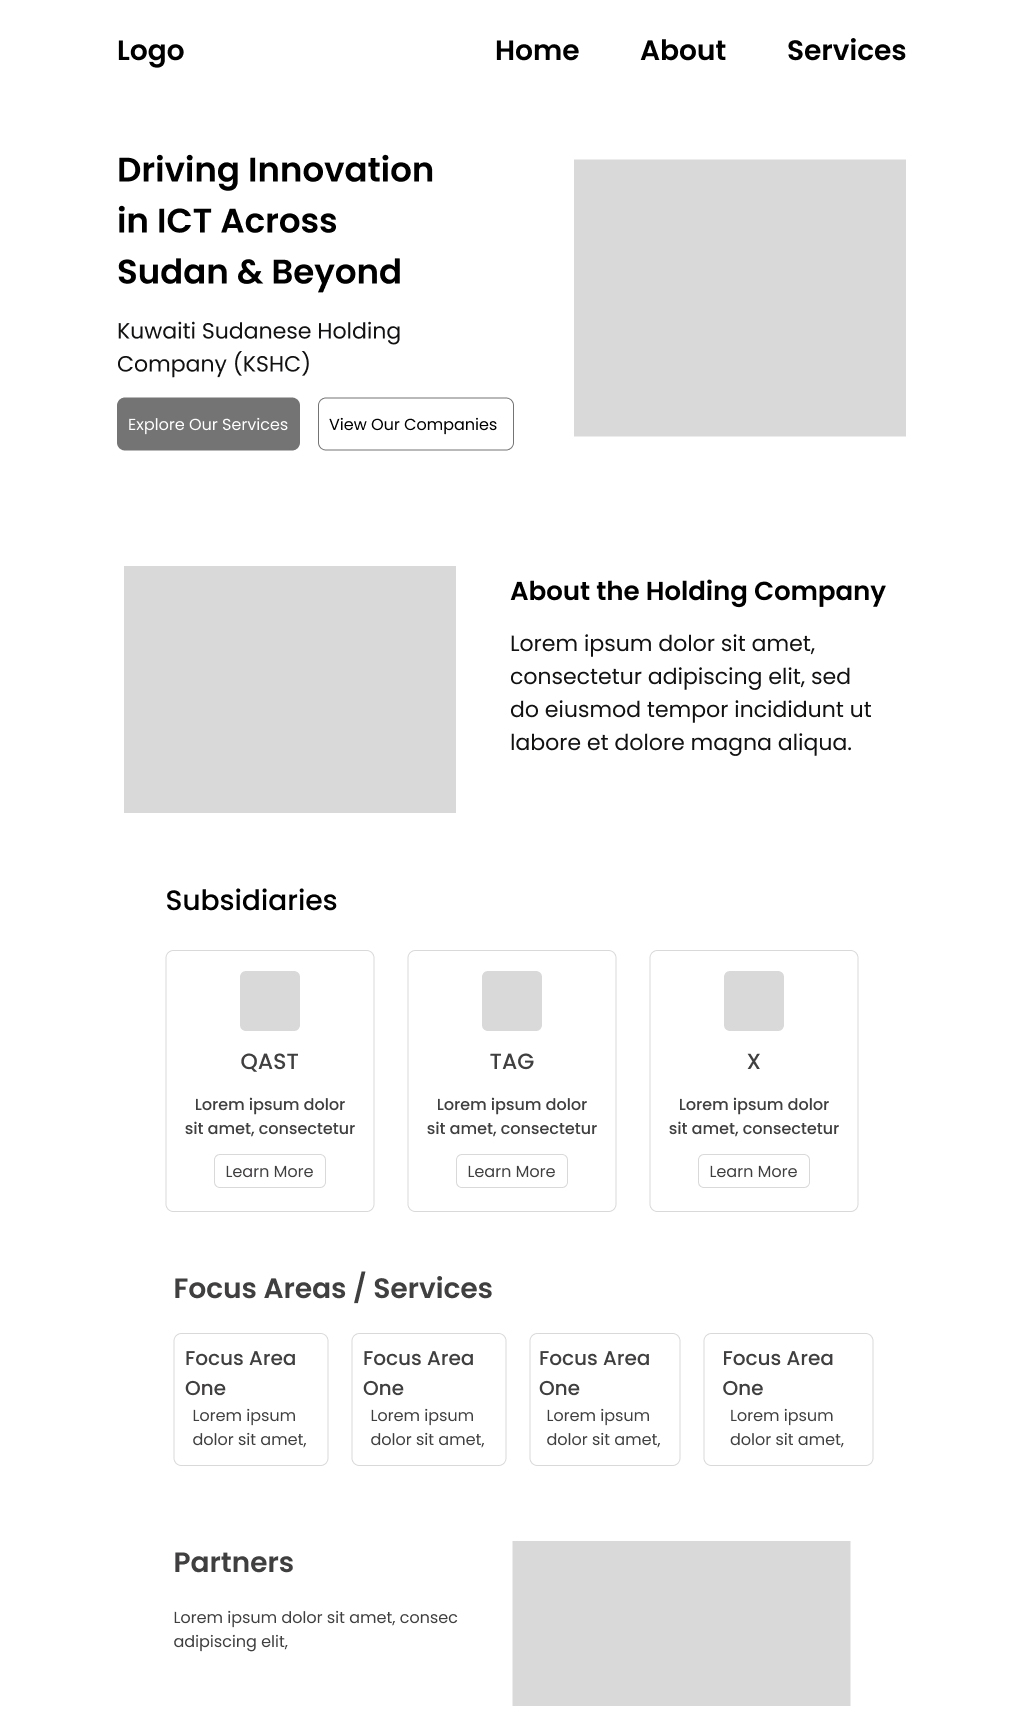 Logo
Home
About
Services
Driving Innovation
in ICT Across
Sudan & Beyond
Kuwaiti Sudanese Holding
Company (KSHC)
Explore Our Services
View Our Companies
About the Holding Company
Lorem ipsum dolor sit amet,
consectetur adipiscing elit, sed
do eiusmod tempor incididunt ut
labore et dolore magna aliqua.
Subsidiaries
QAST
Lorem ipsum dolor
sit amet, consectetur
Learn More
TAG
Lorem ipsum dolor
sit amet, consectetur
Learn More
X
Lorem ipsum dolor
sit amet, consectetur
Learn More
Focus Areas / Services
Focus Area
One
Lorem ipsum
dolor sit amet,
Focus Area
One
Lorem ipsum
dolor sit amet,
Focus Area
One
Lorem ipsum
dolor sit amet,
Focus Area
One
Lorem ipsum
dolor sit amet,
Partners
Lorem ipsum dolor sit amet, consec
adipiscing elit,